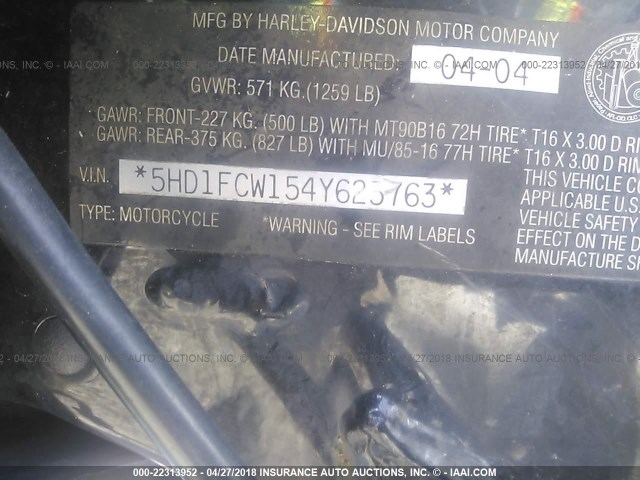 MFG BY HARLEY-DAVIDSON MOTOR COMPANY
DATE MANUFACTURED 04-04
GVWR: 571 KG.(1259 LB)
GAWR: FRONT-227 KG. (500 LB) WITH MT90B16 72H TIRE* T16 X 3.00 D RIM
GAWR: REAR-375 KG. (827 LB) WITH MU/85-16 77H TIRE* T16 X 3.00 D RI
V.I.N. *5HD1FCW154Y623763*
TYPE: MOTORCYCLE *WARNING - SEE RIM LABELS
THIS VEHICLE CO
APPLICABLE U.S.
VEHICLE SAFETY
EFFECT ON THE D
MANUFACTURE SH
000-22313952 - 04/27/2018 INSURANCE AUTO AUCTIONS - © - IAAI.COM